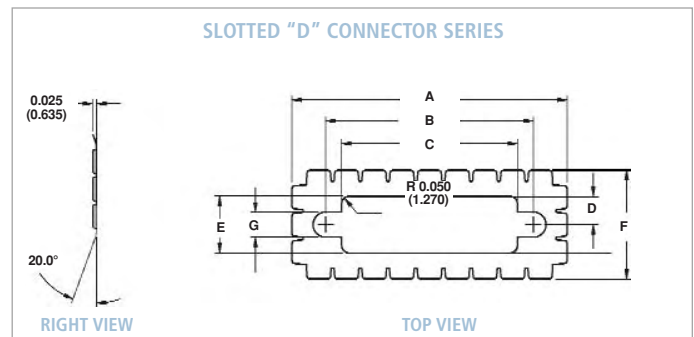 SLOTTED “D” CONNECTOR SERIES
0.025
(0.635)
20.0°
RIGHT VIEW
A
B
C
R 0.050
(1.270)
D
E
G
F
TOP VIEW